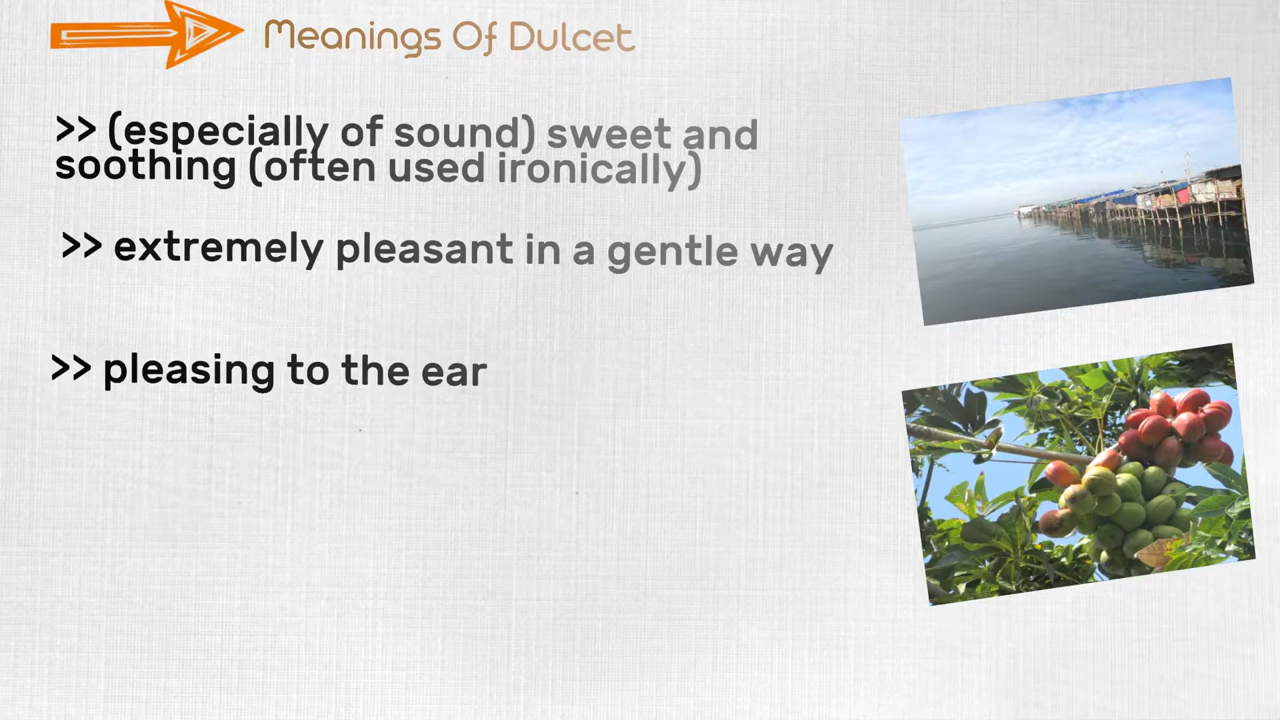 Meanings Of Dulcet
>> (especially of sound) sweet and
soothing (often used ironically)
>> extremely pleasant in a gentle way
>> pleasing to the ear